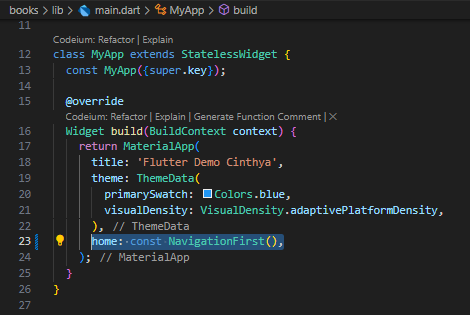 books > lib > main.dart > MyApp > build
11
Codeium: Refactor | Explain
12 class MyApp extends StatelessWidget {
13   const MyApp({super.key});
14
15   @override
Codeium: Refactor | Explain | Generate Function Comment | ×
16   Widget build(BuildContext context) {
17     return MaterialApp(
18       title: 'Flutter Demo Cinthya',
19       theme: ThemeData(
20         primarySwatch: Colors.blue,
21         visualDensity: VisualDensity.adaptivePlatformDensity,
22       ), // ThemeData
23       home: const NavigationFirst(),
24     ); // MaterialApp
25   }
26 }
27